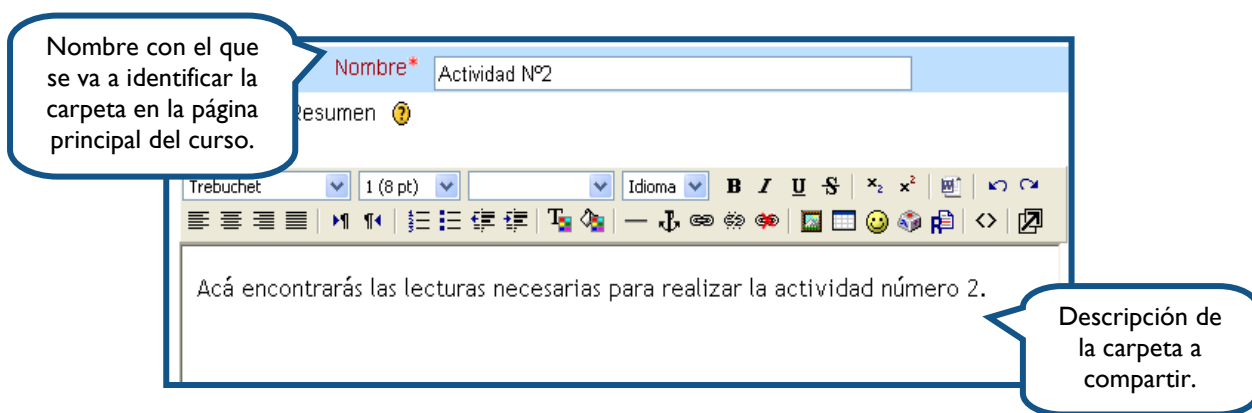 Nombre con el que
se va a identificar la
carpeta en la página
principal del curso.
Nombre* Actividad Nº2
Resumen
Trebuchet 1 (8 pt) Idioma B I U S x₂ x²
Acá encontrarás las lecturas necesarias para realizar la actividad número 2.
Descripción de
la carpeta a
compartir.